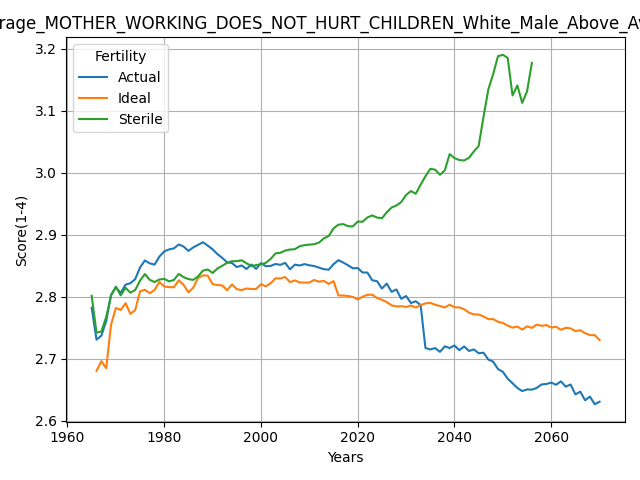 rage_MOTHER_WORKING_DOES_NOT_HURT_CHILDREN_White_Male_Above_Av
Fertility
Actual
Ideal
Sterile
Score(1-4)
3.2
3.1
3.0
2.9
2.8
2.7
2.6
1960 1980 2000 2020 2040 2060
Years